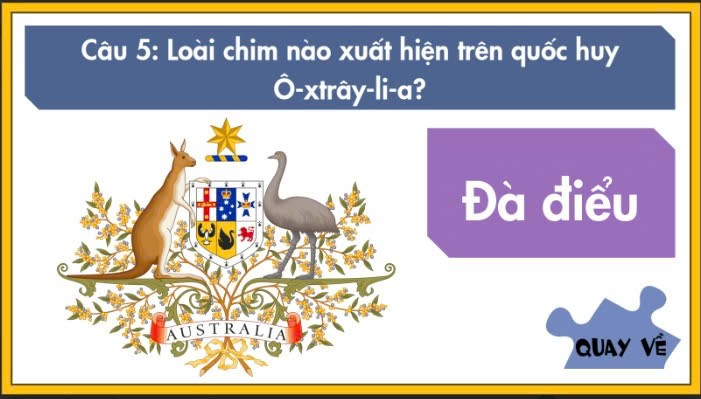 Câu 5: Loài chim nào xuất hiện trên quốc huy
Ô-xtrây-li-a?
Đà điểu
AUSTRALIA
QUAY VỀ